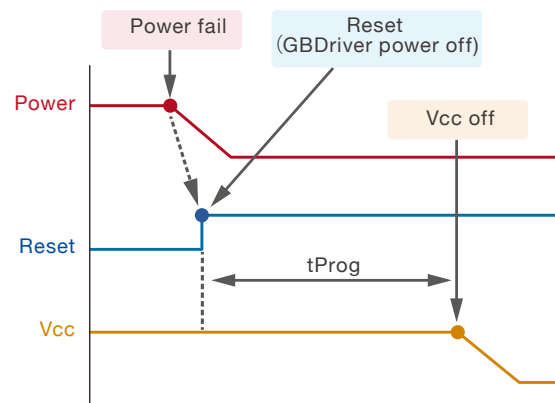 Power fail
Reset
(GBDriver power off)
Power
Vcc off
Reset
tProg
Vcc